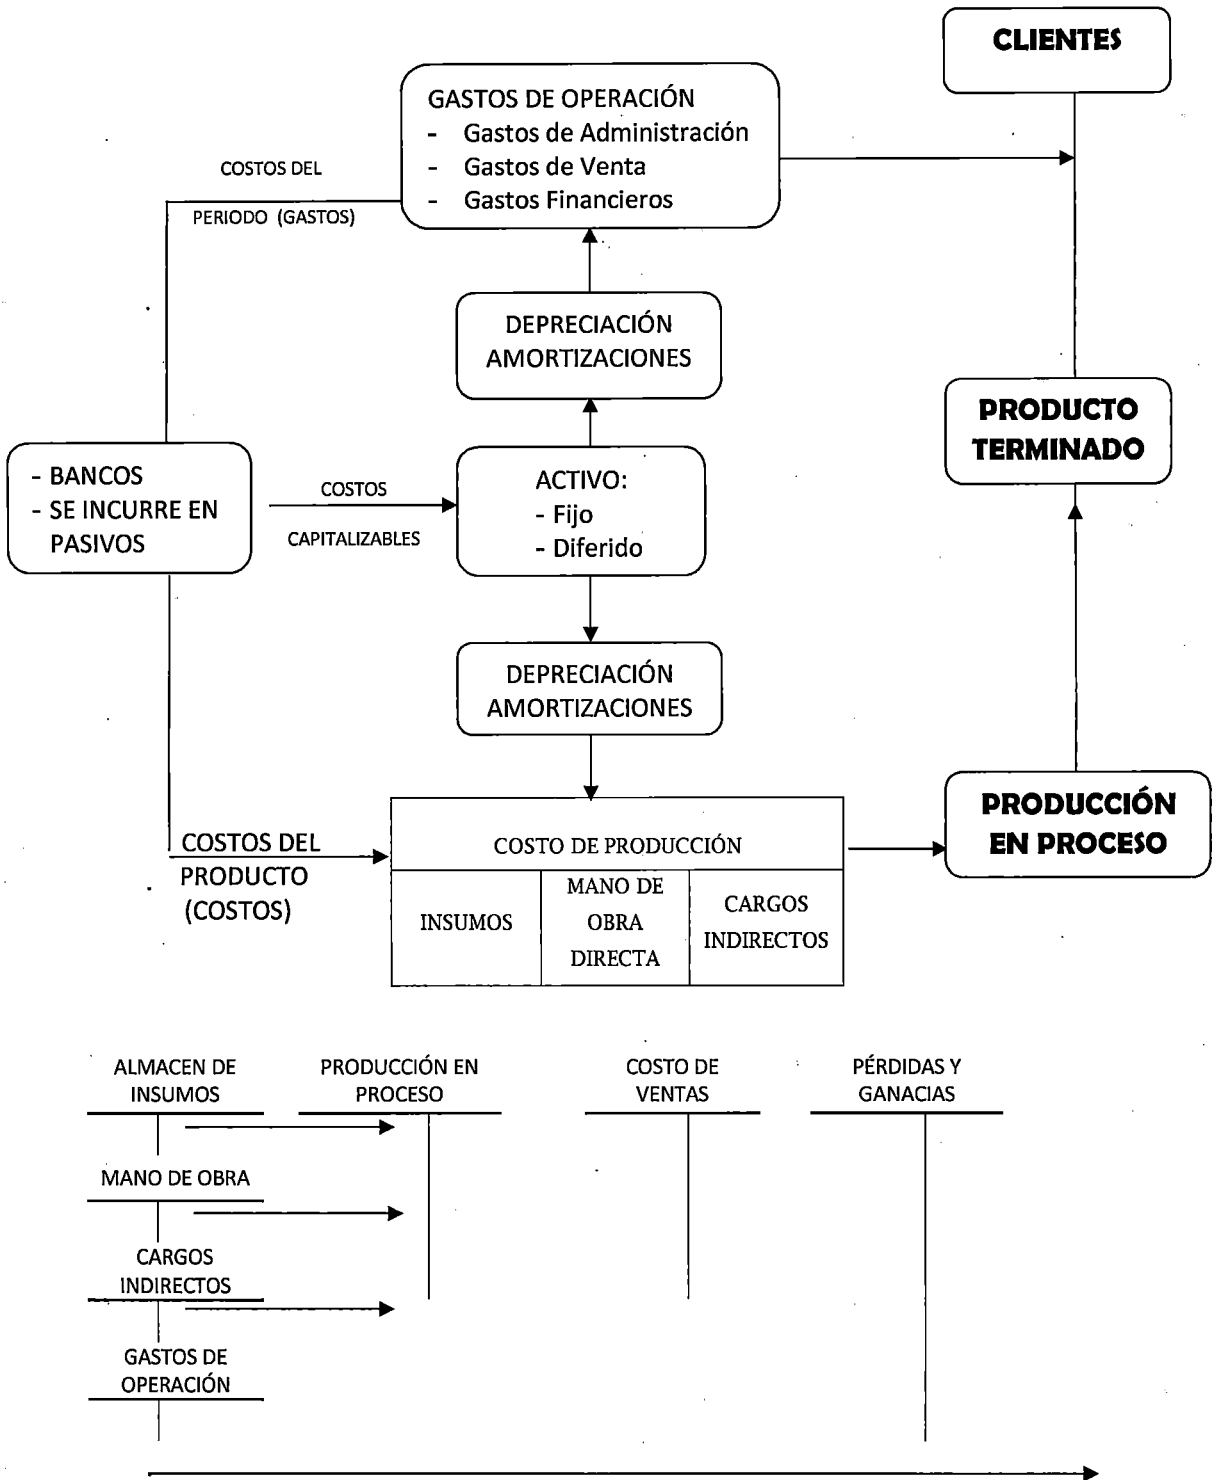 CLIENTES
GASTOS DE OPERACIÓN
- Gastos de Administración
- Gastos de Venta
- Gastos Financieros
COSTOS DEL
PERIODO (GASTOS)
DEPRECIACIÓN
AMORTIZACIONES
PRODUCTO
TERMINADO
- BANCOS
- SE INCURRE EN
PASIVOS
COSTOS
CAPITALIZABLES
ACTIVO:
- Fijo
- Diferido
DEPRECIACIÓN
AMORTIZACIONES
COSTOS DEL
PRODUCTO
(COSTOS)
COSTO DE PRODUCCIÓN
INSUMOS
MANO DE
OBRA
DIRECTA
CARGOS
INDIRECTOS
PRODUCCIÓN
EN PROCESO
ALMACEN DE
INSUMOS
PRODUCCIÓN EN
PROCESO
COSTO DE
VENTAS
PÉRDIDAS Y
GANACIAS
MANO DE OBRA
CARGOS
INDIRECTOS
GASTOS DE
OPERACIÓN